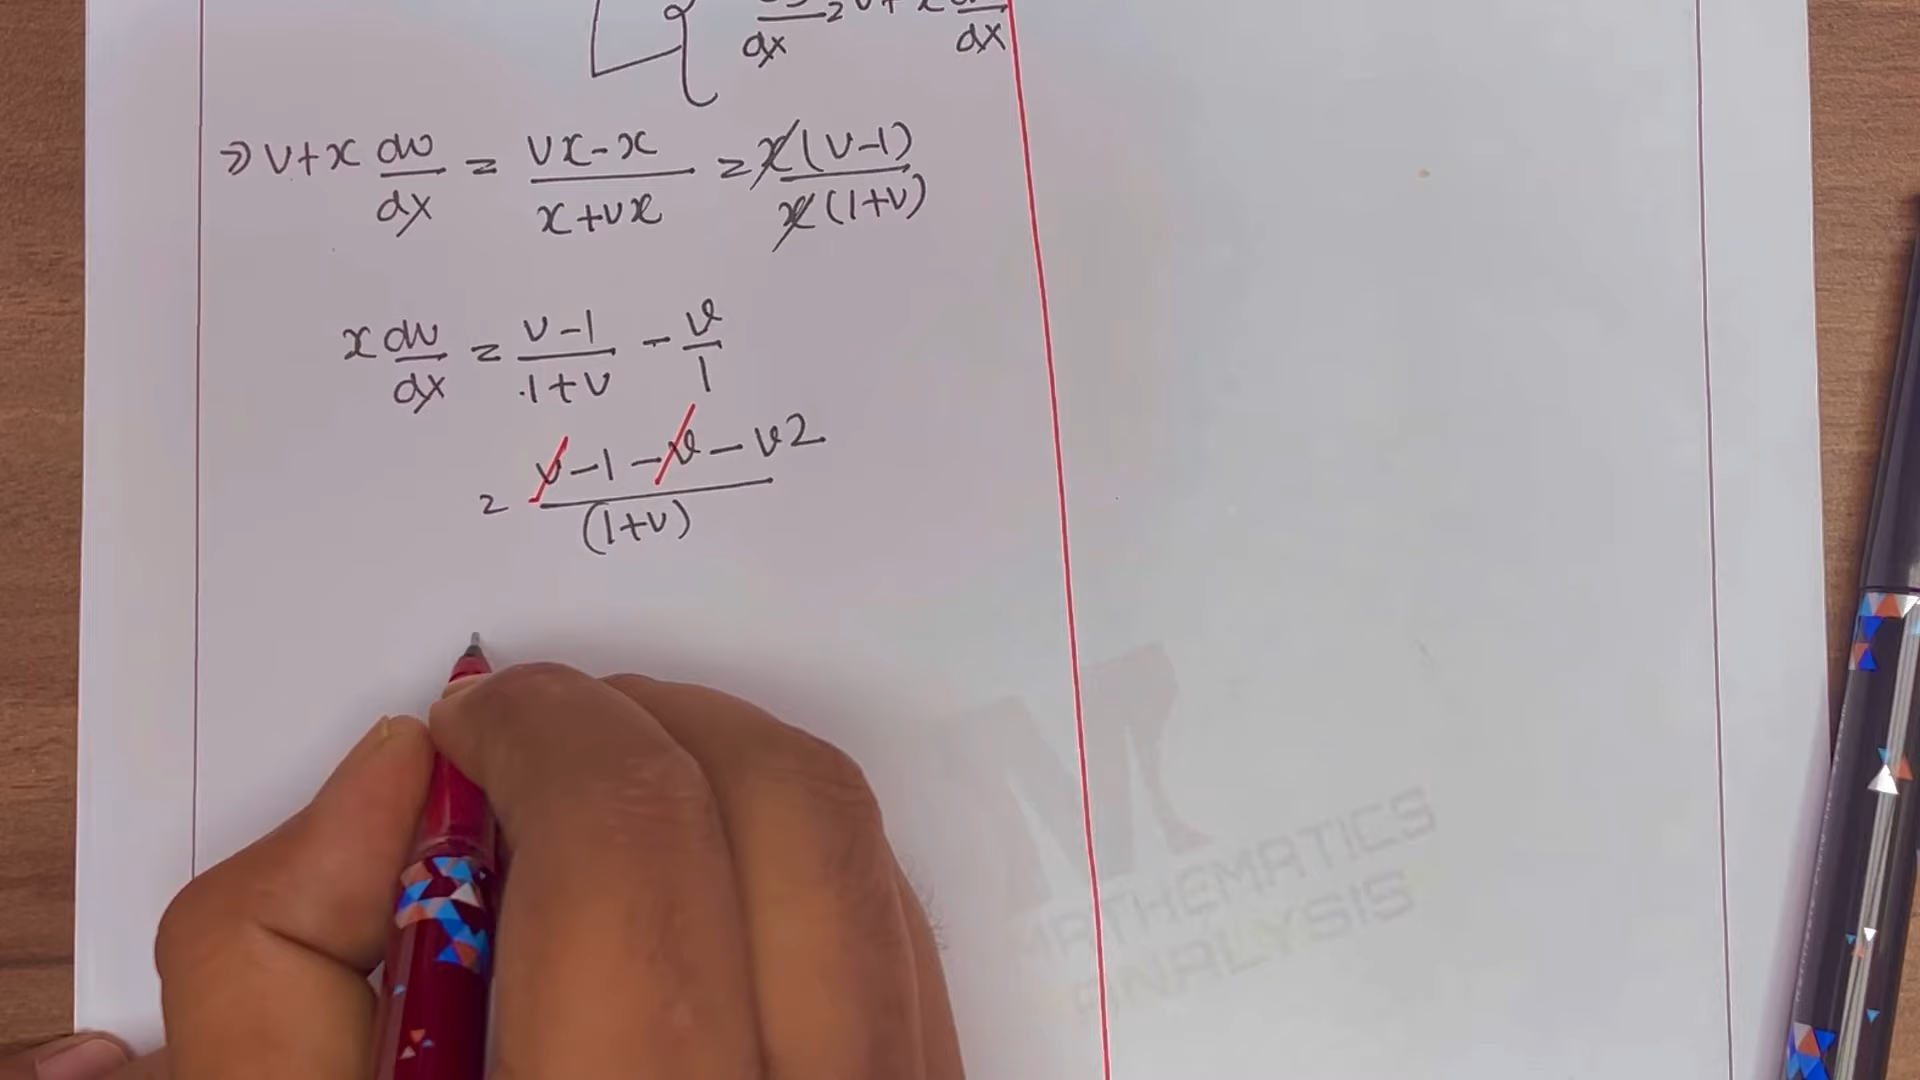 dx dx
⇒ v+x dv/dx = vx-x/x+vx = x(v-1)/x(1+v)
x dv/dx = v-1/1+v - v/1
= v-1-v-v2/(1+v)
MATHEMATICS
ANALYSIS